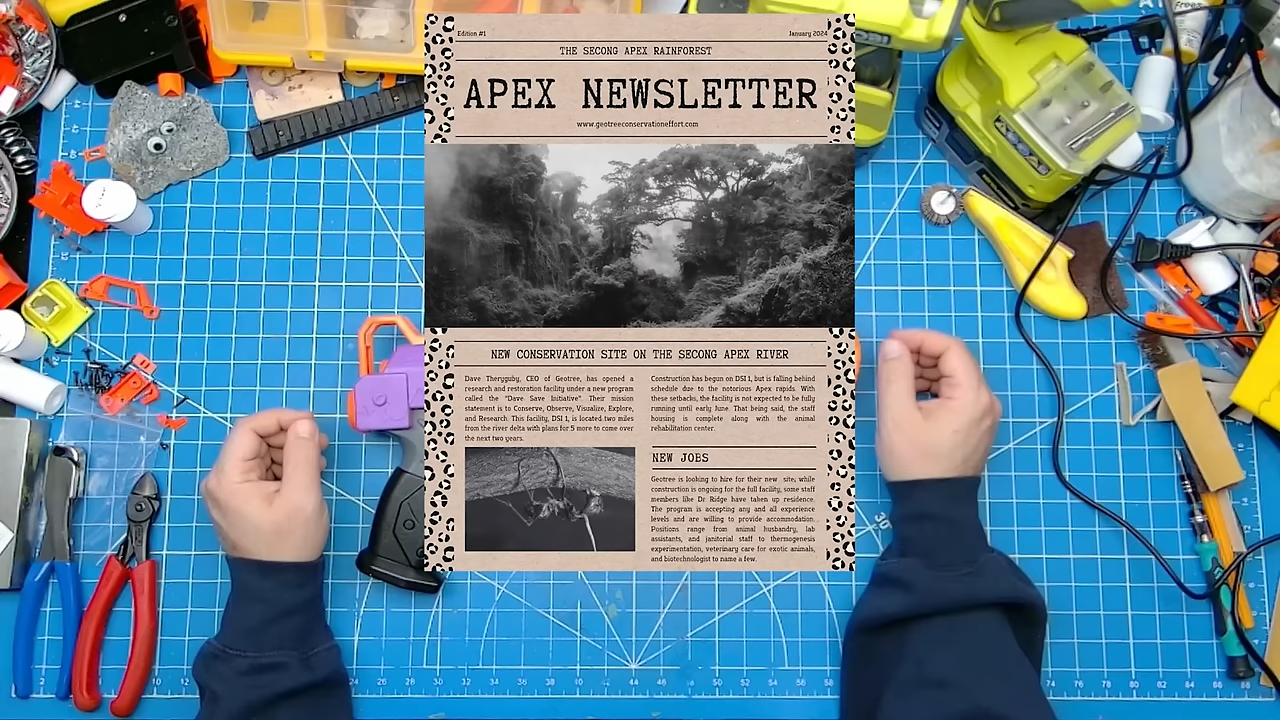 Edition #1 January 2024
THE SECONG APEX RAINFOREST
APEX NEWSLETTER
www.geotreeconservationeffort.com
NEW CONSERVATION SITE ON THE SECONG APEX RIVER
Dave Theryguby, CEO of Geotree, has opened a
research and restoration facility under a new program
called the "Dave Save Initiative". Their mission
statement is to Conserve, Observe, Visualize, Explore,
and Research. This facility, DSI 1, is located two miles
from the river delta with plans for 5 more to come over
the next two years.
Construction has begun on DSI 1, but is falling behind
schedule due to the notorious Apex rapids. With
these setbacks, the facility is not expected to be fully
running until early June. That being said, the staff
housing is complete along with the animal
rehabilitation center.
NEW JOBS
Geotree is looking to hire for their new site; while
construction is ongoing for the full facility, some staff
members like Dr. Ridge have taken up residence.
The program is accepting any and all experience
levels and are willing to provide accommodation.
Positions range from animal husbandry, lab
assistants, and janitorial staff to thermogenesis
experimentation, veterinary care for exotic animals,
and biotechnologist to name a few.